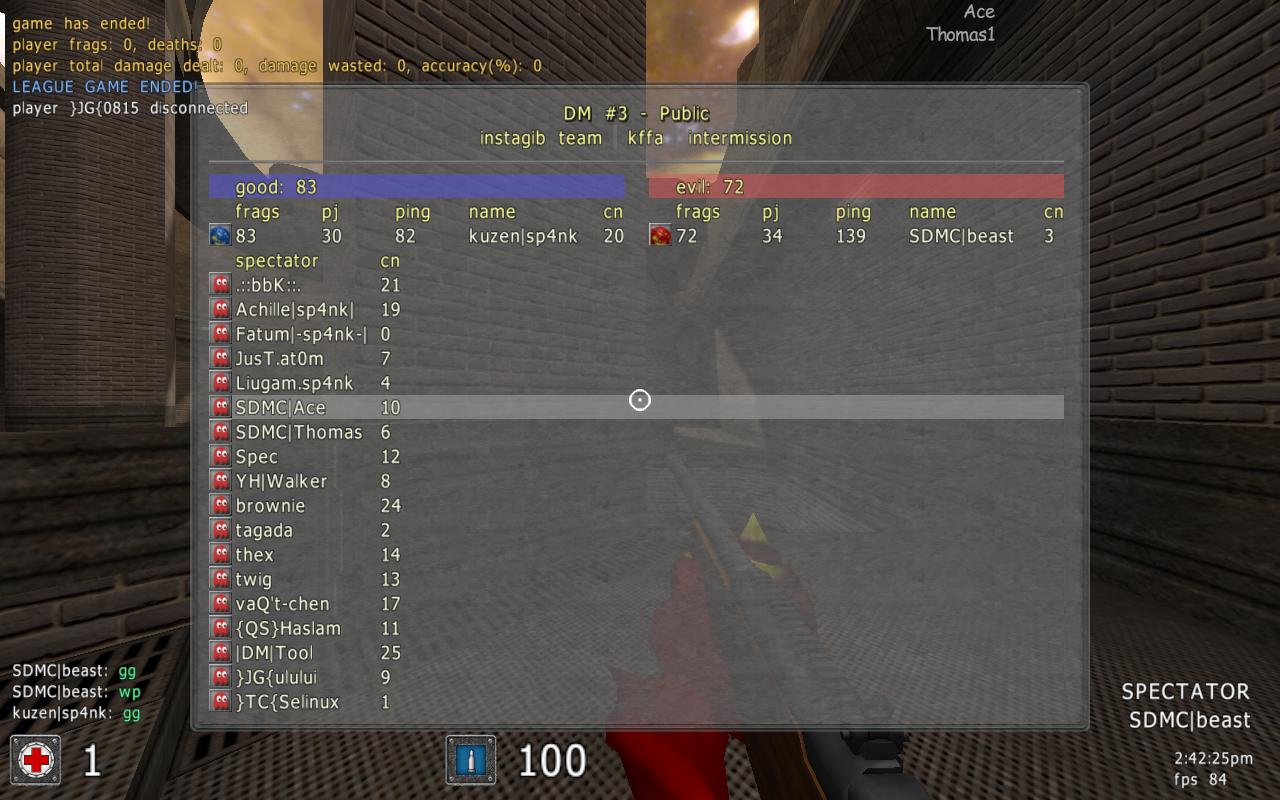 game has ended!
player frags: 0, deaths: 0
player total damage dealt: 0, damage wasted: 0, accuracy(%): 0
LEAGUE GAME ENDED!
player }JG{0815 disconnected
Ace
Thomas1
DM #3 - Public
instagib team kffa intermission
good: 83 evil: 72
frags pj ping name cn frags pj ping name cn
83 30 82 kuzen|sp4nk 20 72 34 139 SDMC|beast 3
spectator cn
.::bbK::. 21
Achille|sp4nk| 19
Fatum|-sp4nk-| 0
JusT.at0m 7
Liugam.sp4nk 4
SDMC|Ace 10
SDMC|Thomas 6
Spec 12
YH|Walker 8
brownie 24
tagada 2
thex 14
twig 13
vaQ't-chen 17
{QS}Haslam 11
|DM|Tool 25
}JG{ului 9
}TC{Selinux 1
SDMC|beast: gg
SDMC|beast: wp
kuzen|sp4nk: gg
1
100
SPECTATOR
SDMC|beast
2:42:25pm
fps 84